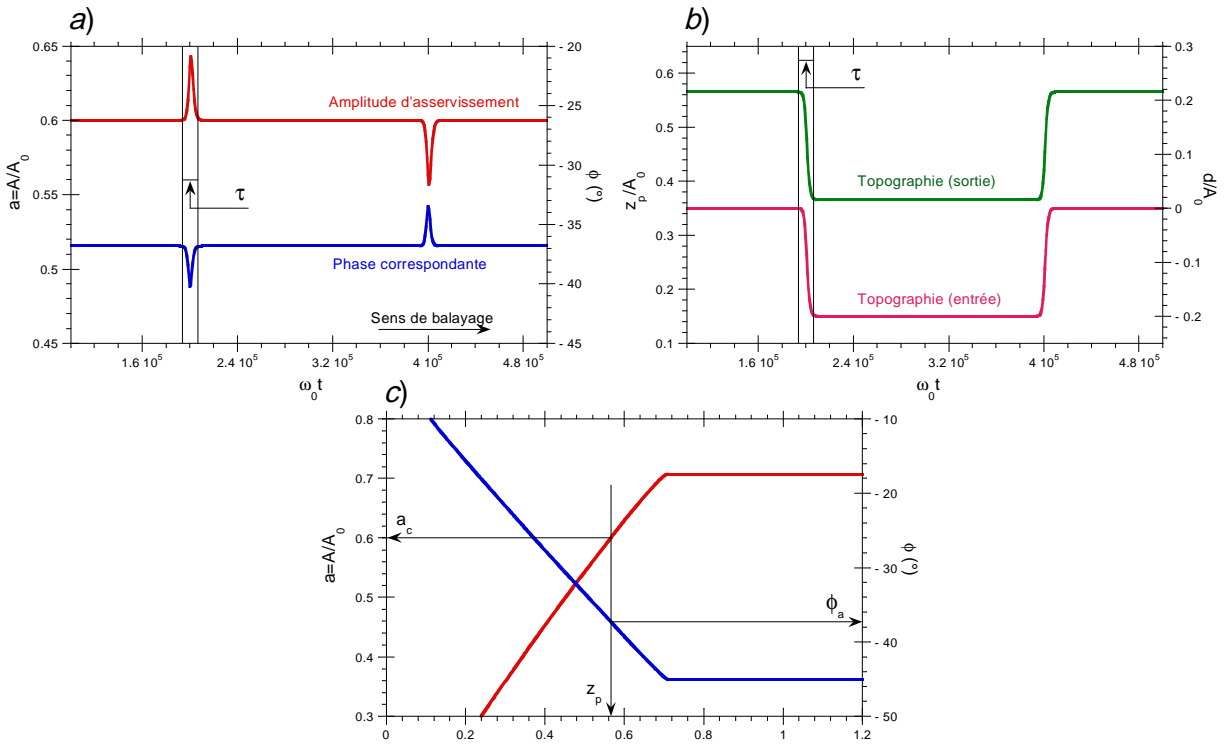 a)
0.65
0.6
0.55
0.5
0.45
a=A/A0
- 20
- 25
- 30
- 35
- 40
- 45
ϕ (°)
Amplitude d'asservissement
τ
Phase correspondante
Sens de balayage
1.6 10^5
2.4 10^5
3.2 10^5
4 10^5
4.8 10^5
ω0t
b)
0.6
0.5
0.4
0.3
0.2
0.1
zp/A0
0.3
0.2
0.1
0
- 0.1
- 0.2
d/A0
τ
Topographie (sortie)
Topographie (entrée)
1.6 10^5
2.4 10^5
3.2 10^5
4 10^5
4.8 10^5
ω0t
c)
0.8
0.7
0.6
0.5
0.4
0.3
a=A/A0
- 10
- 20
- 30
- 40
- 50
ϕ (°)
ac
ϕa
zp
0
0.2
0.4
0.6
0.8
1
1.2